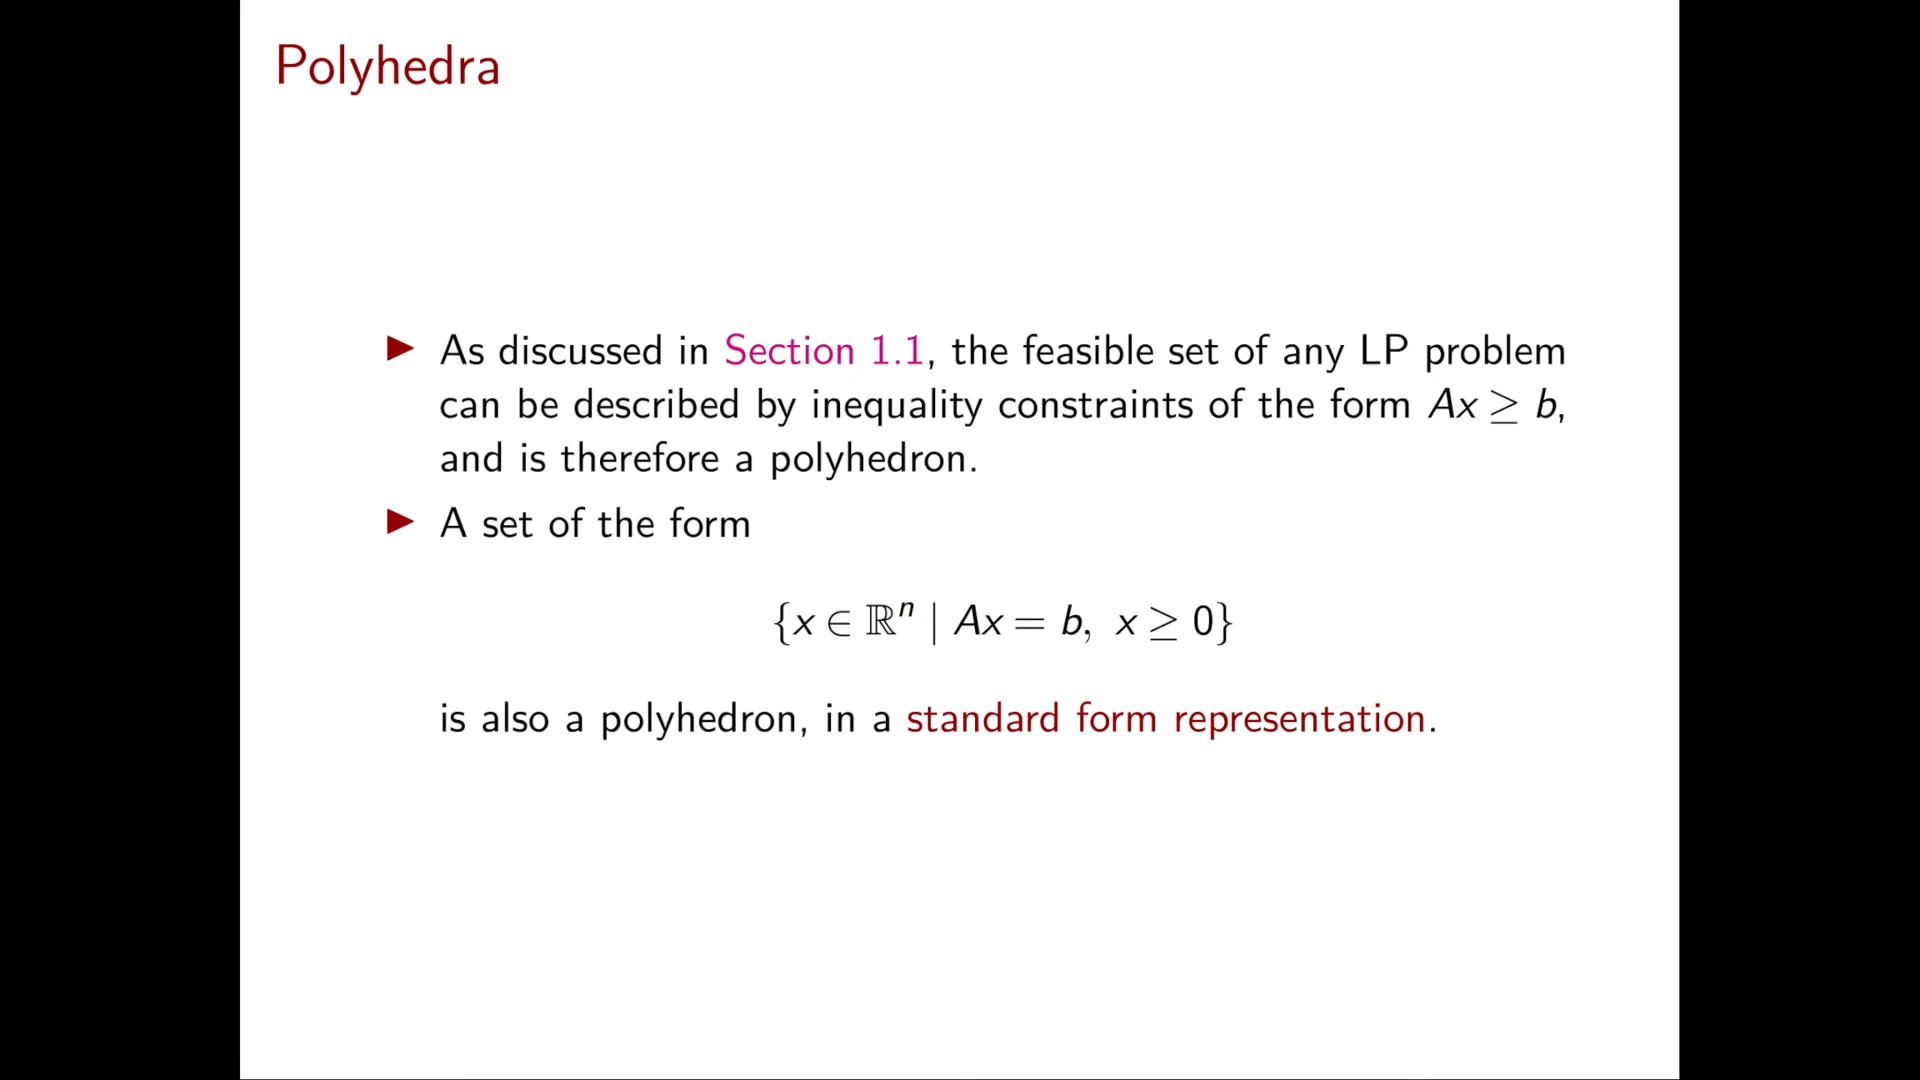 Polyhedra
▶ As discussed in Section 1.1, the feasible set of any LP problem
can be described by inequality constraints of the form Ax ≥ b,
and is therefore a polyhedron.
▶ A set of the form
{x ∈ ℝⁿ | Ax = b, x ≥ 0}
is also a polyhedron, in a standard form representation.